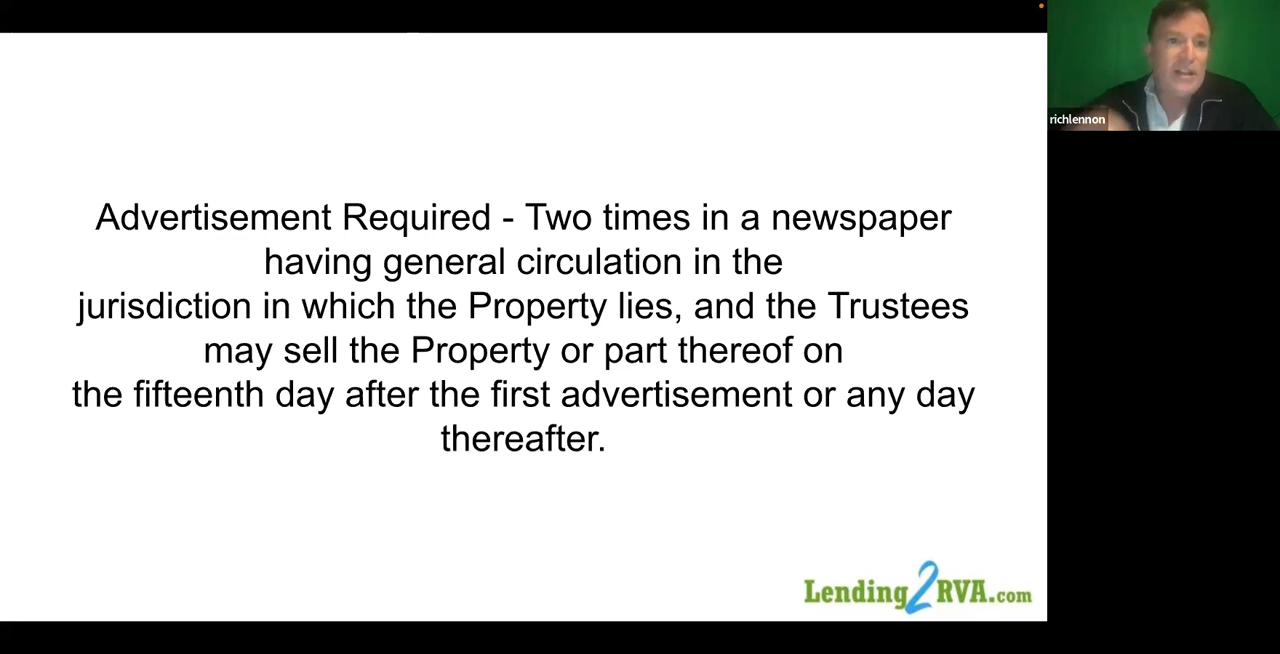 richlennon
Advertisement Required - Two times in a newspaper
having general circulation in the
jurisdiction in which the Property lies, and the Trustees
may sell the Property or part thereof on
the fifteenth day after the first advertisement or any day
thereafter.
Lending2RVA.com